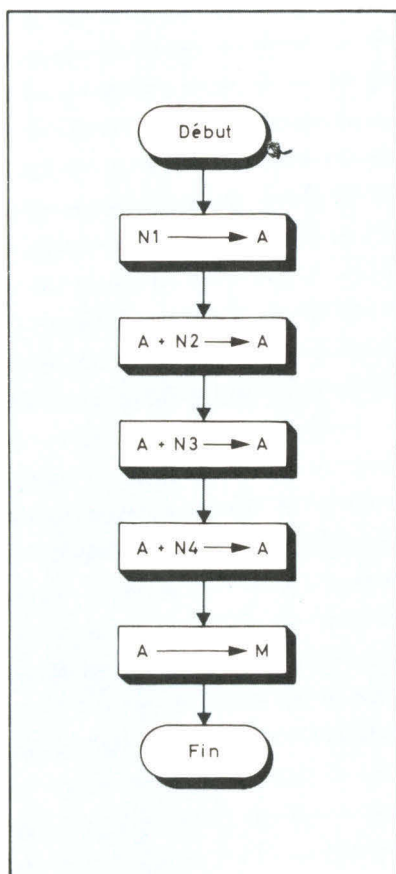 Début
N1 ⟶ A
A + N2 ⟶ A
A + N3 ⟶ A
A + N4 ⟶ A
A ⟶ M
Fin